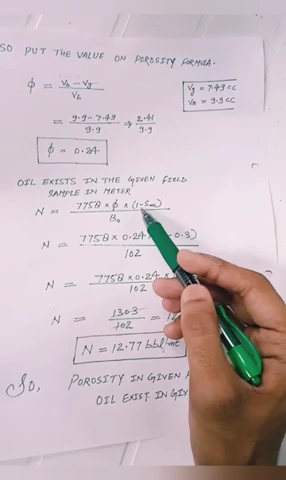 SO PUT THE VALUE ON POROSITY FORMULA.
ϕ = Vb - Vg / Vb
Vg = 7.49 cc
VB = 9.9 cc
= 9.9 - 7.49 / 9.9 ⇒ 2.41 / 9.9
ϕ = 0.24
OIL EXISTS IN THE GIVEN FIELD
SAMPLE IN METER
N = 7758 × ϕ × (1-Swc) / Bo
N = 7758 × 0.24 × 0.3) / 102
N = 7758 × 0.24 × / 102
N = 1303 / 102 =
N = 12.77 bbl/
So, POROSITY IN GIVEN
OIL EXIST IN GIV